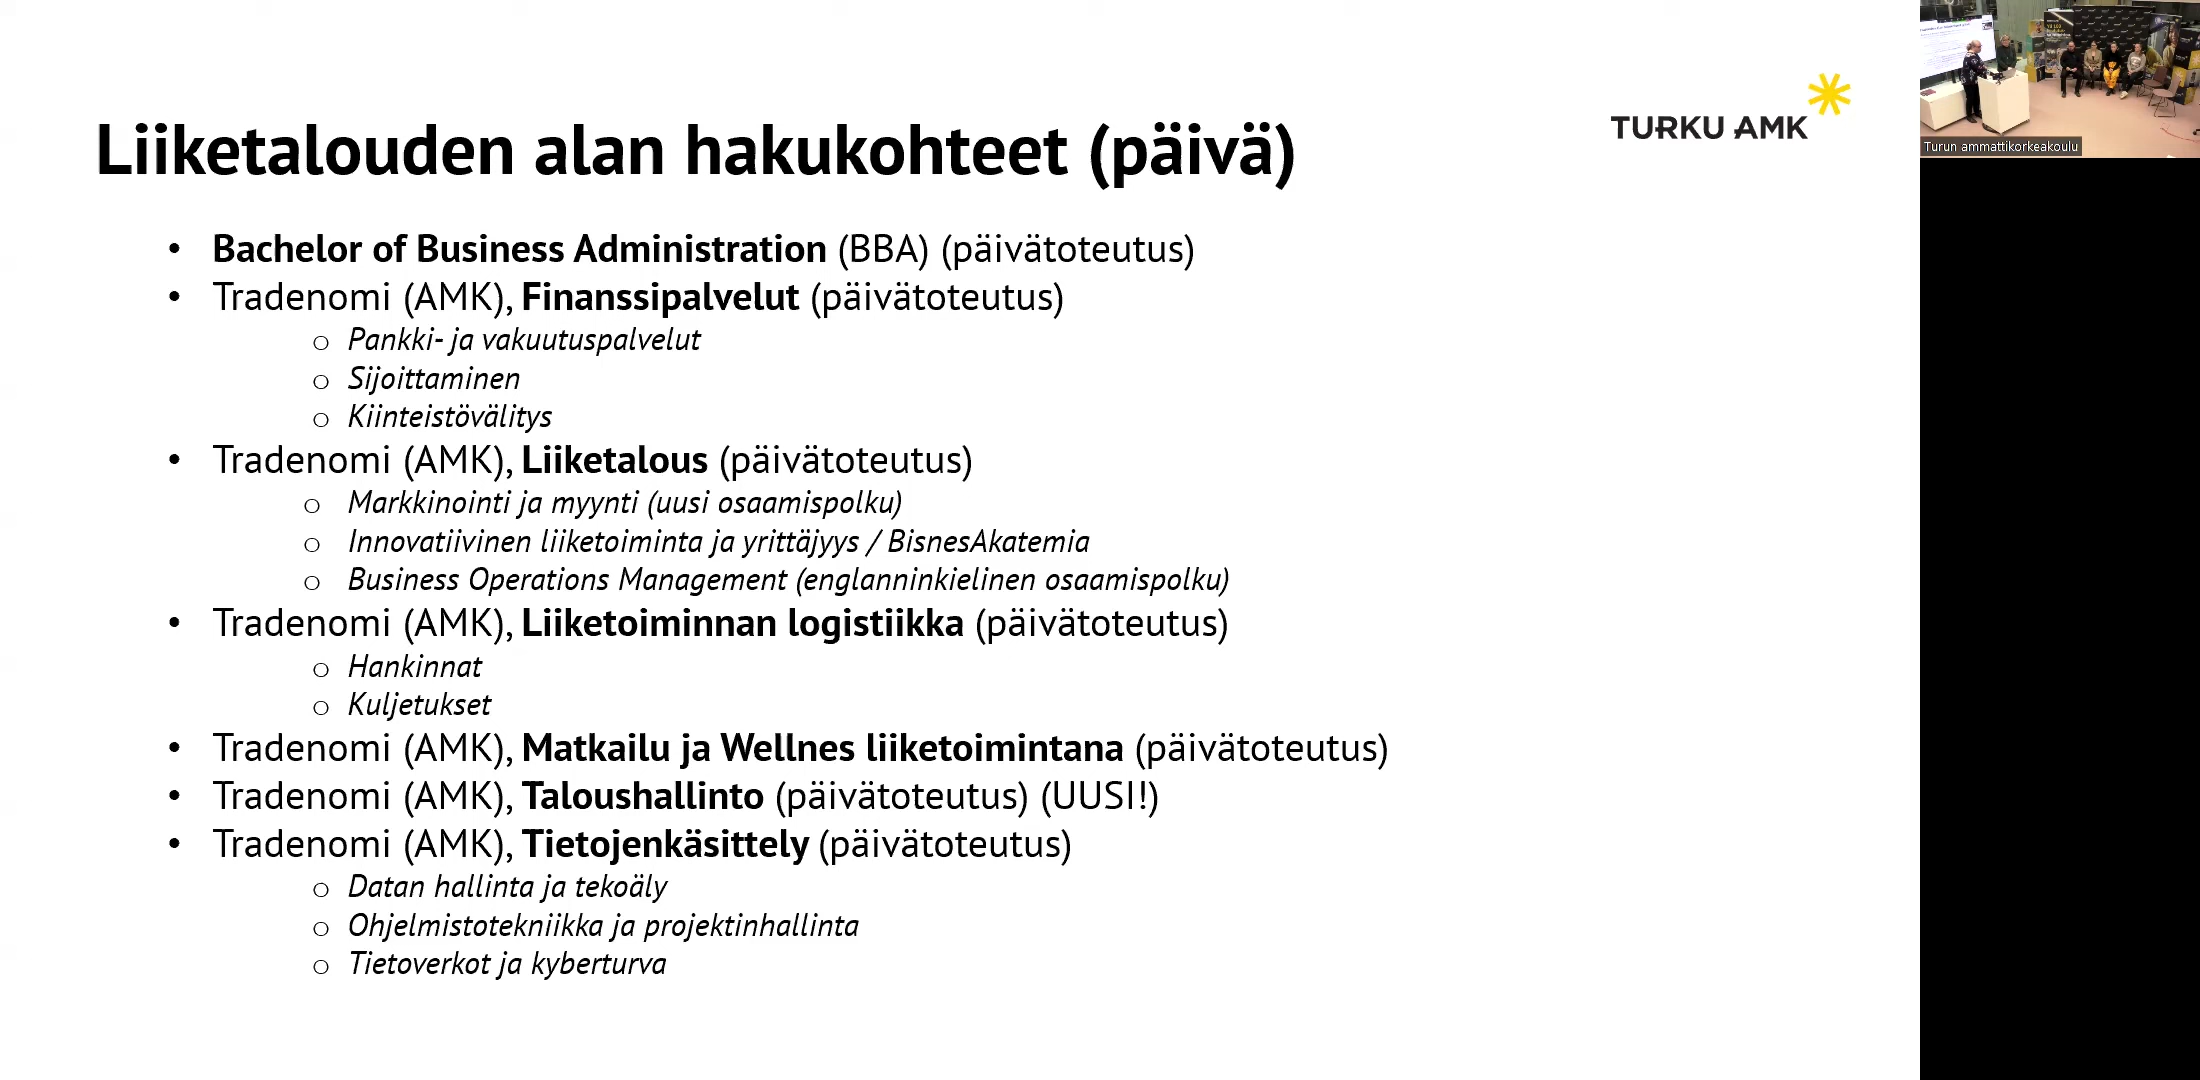 Liiketalouden alan hakukohteet (päivä)
TURKU AMK
• Bachelor of Business Administration (BBA) (päivätoteutus)
• Tradenomi (AMK), Finanssipalvelut (päivätoteutus)
o Pankki- ja vakuutuspalvelut
o Sijoittaminen
o Kiinteistövälitys
• Tradenomi (AMK), Liiketalous (päivätoteutus)
o Markkinointi ja myynti (uusi osaamispolku)
o Innovatiivinen liiketoiminta ja yrittäjyys / BisnesAkatemia
o Business Operations Management (englanninkielinen osaamispolku)
• Tradenomi (AMK), Liiketoiminnan logistiikka (päivätoteutus)
o Hankinnat
o Kuljetukset
• Tradenomi (AMK), Matkailu ja Wellnes liiketoimintana (päivätoteutus)
• Tradenomi (AMK), Taloushallinto (päivätoteutus) (UUSI!)
• Tradenomi (AMK), Tietojenkäsittely (päivätoteutus)
o Datan hallinta ja tekoäly
o Ohjelmistotekniikka ja projektinhallinta
o Tietoverkot ja kyberturva
Turun ammattikorkeakoulu